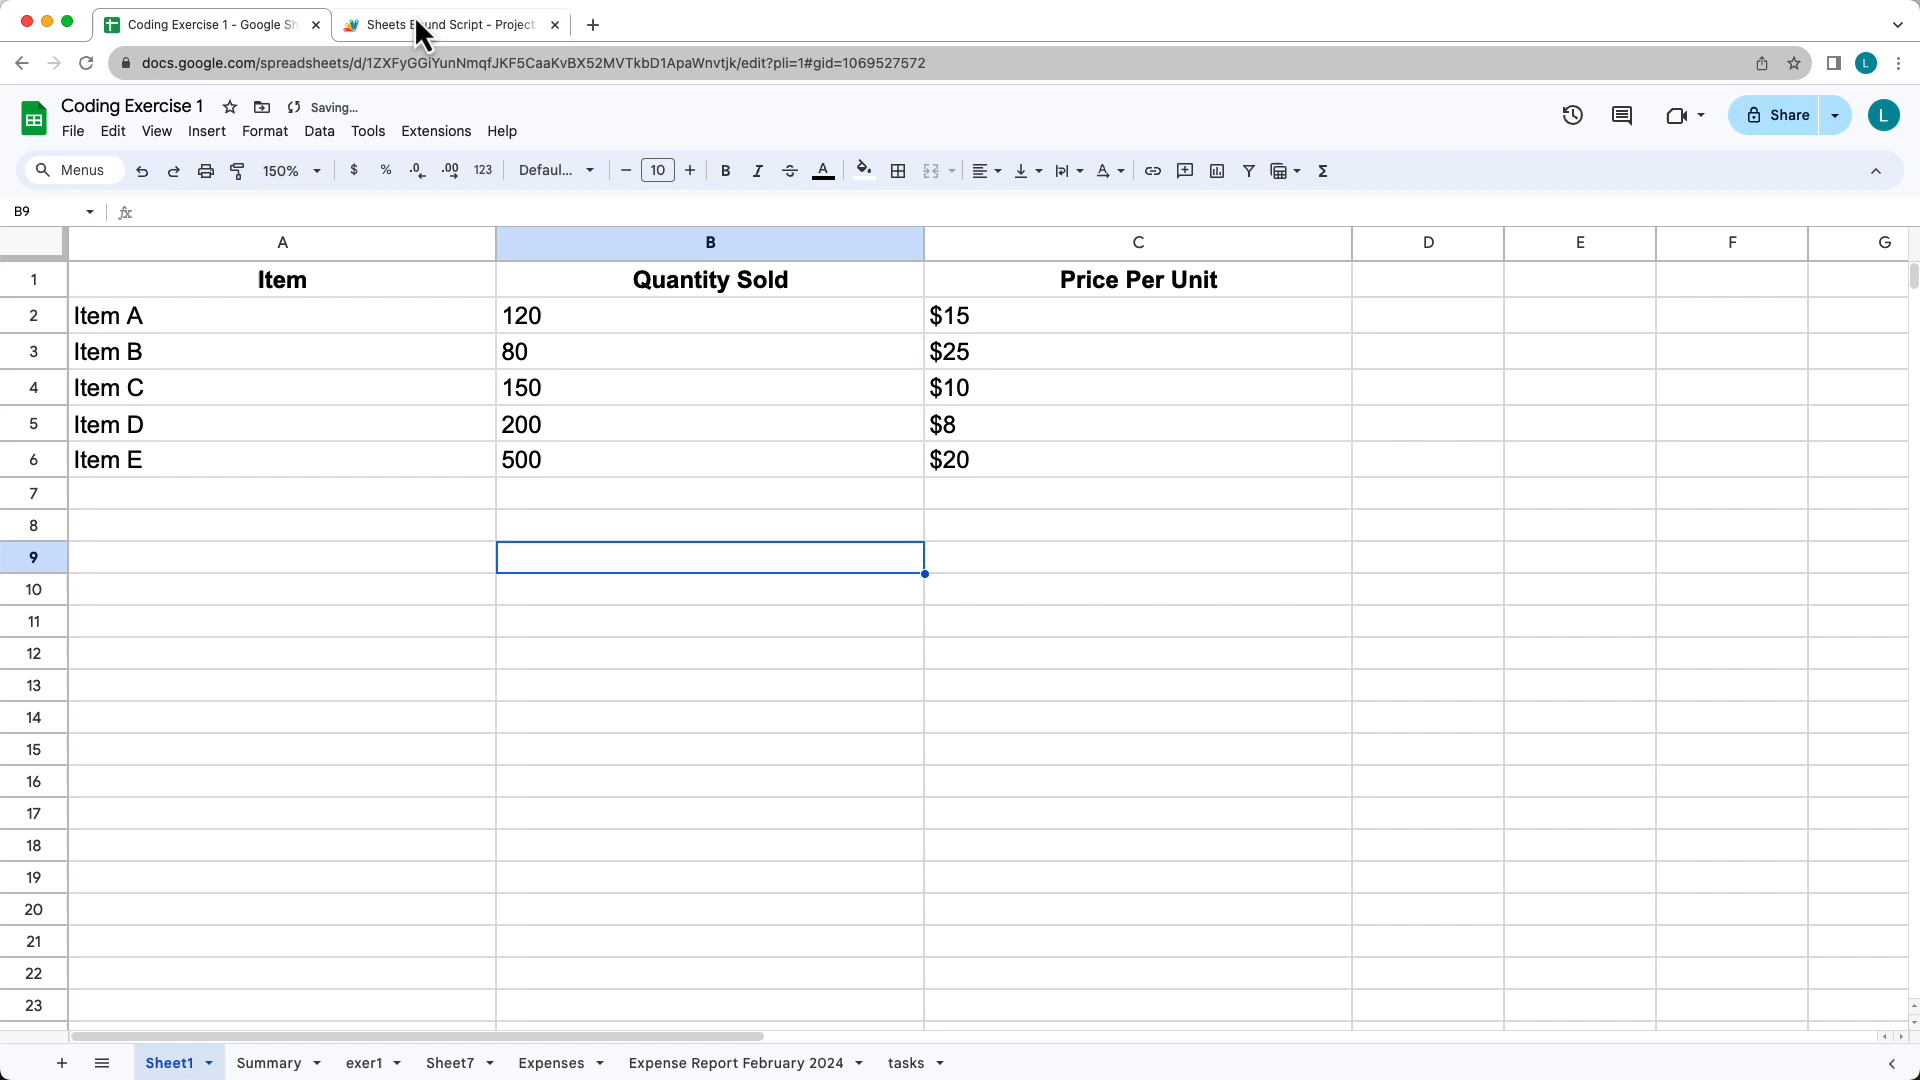 Coding Exercise 1 - Google Sh
Sheets Bound Script - Project
docs.google.com/spreadsheets/d/1ZXFyGGiYunNmqfJKF5CaaKvBX52MVTkbD1ApaWnvtjk/edit?pli=1#gid=1069527572
L
Coding Exercise 1 Saving...
File Edit View Insert Format Data Tools Extensions Help
Share
L
Menus 150% $ % .0 .00 123 Defaul... 10 B I A Σ
B9 fx
A B C D E F G
1 Item Quantity Sold Price Per Unit
2 Item A 120 $15
3 Item B 80 $25
4 Item C 150 $10
5 Item D 200 $8
6 Item E 500 $20
7
8
9
10
11
12
13
14
15
16
17
18
19
20
21
22
23
Sheet1 Summary exer1 Sheet7 Expenses Expense Report February 2024 tasks